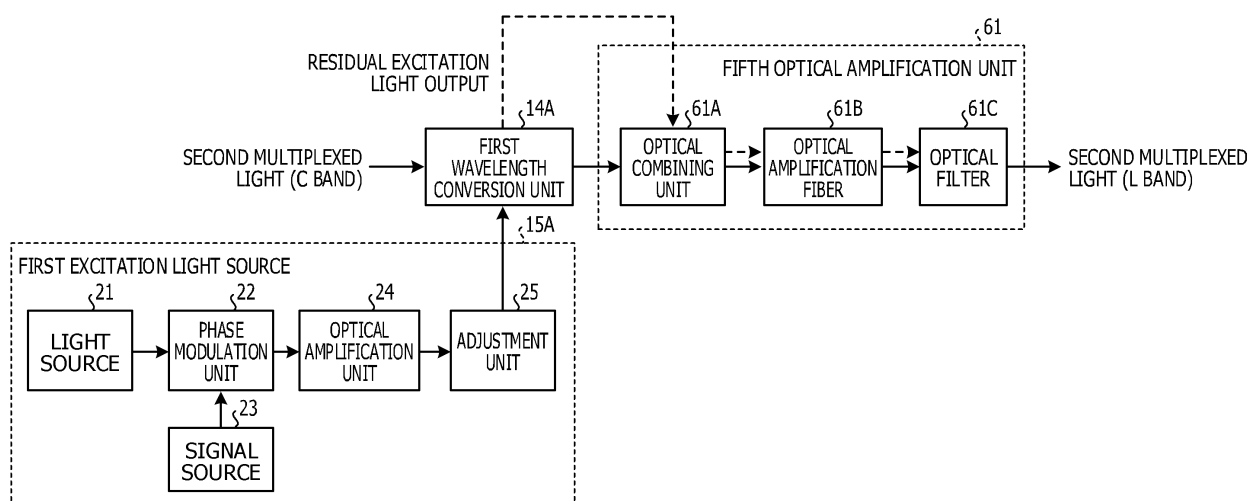 61
RESIDUAL EXCITATION
LIGHT OUTPUT
FIFTH OPTICAL AMPLIFICATION UNIT
14A
61A
61B
61C
SECOND MULTIPLEXED
LIGHT (C BAND)
FIRST
WAVELENGTH
CONVERSION UNIT
OPTICAL
COMBINING
UNIT
OPTICAL
AMPLIFICATION
FIBER
OPTICAL
FILTER
SECOND MULTIPLEXED
LIGHT (L BAND)
15A
FIRST EXCITATION LIGHT SOURCE
21
22
24
25
LIGHT
SOURCE
PHASE
MODULATION
UNIT
OPTICAL
AMPLIFICATION
UNIT
ADJUSTMENT
UNIT
23
SIGNAL
SOURCE